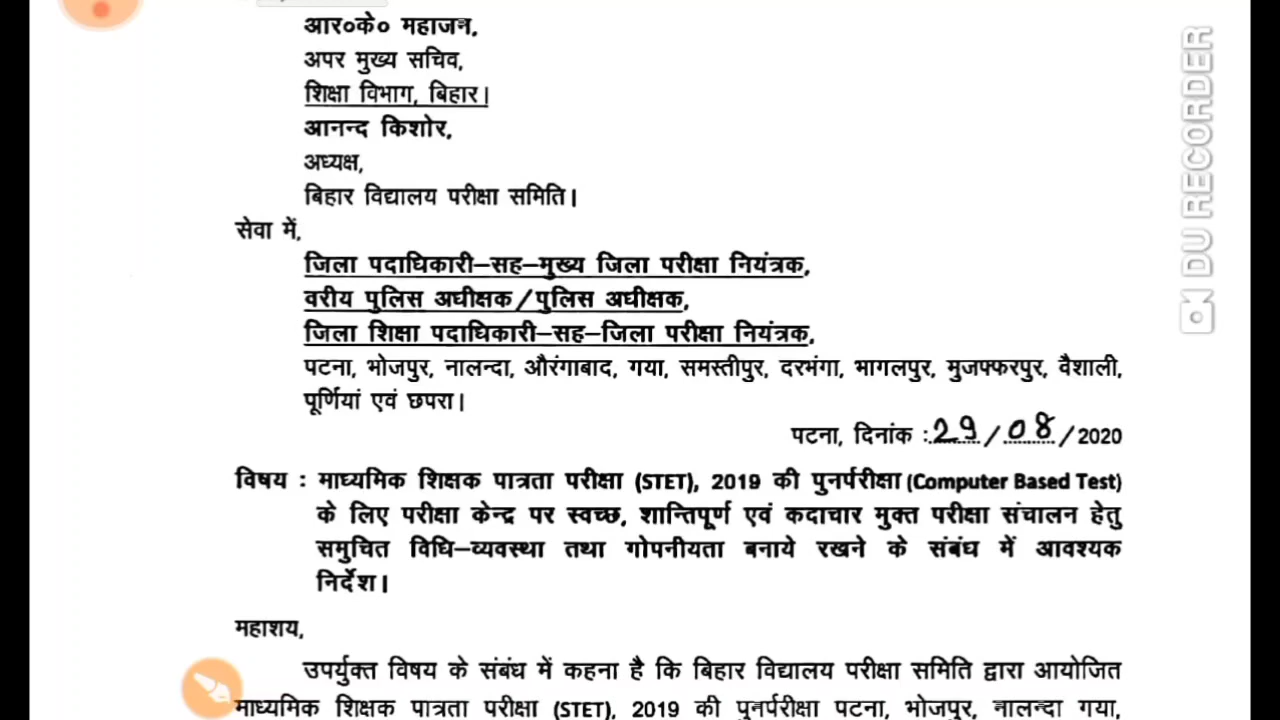 आर०के० महाजन,
अपर मुख्य सचिव,
शिक्षा विभाग, बिहार।
आनन्द किशोर,
अध्यक्ष,
बिहार विद्यालय परीक्षा समिति।
सेवा में,
जिला पदाधिकारी–सह–मुख्य जिला परीक्षा नियंत्रक,
वरीय पुलिस अधीक्षक/पुलिस अधीक्षक,
जिला शिक्षा पदाधिकारी–सह–जिला परीक्षा नियंत्रक,
पटना, भोजपुर, नालन्दा, औरंगाबाद, गया, समस्तीपुर, दरभंगा, भागलपुर, मुजफ्फरपुर, वैशाली,
पूर्णियां एवं छपरा।
पटना, दिनांक :29/08/2020
विषय : माध्यमिक शिक्षक पात्रता परीक्षा (STET), 2019 की पुनर्परीक्षा (Computer Based Test)
के लिए परीक्षा केन्द्र पर स्वच्छ, शान्तिपूर्ण एवं कदाचार मुक्त परीक्षा संचालन हेतु
समुचित विधि–व्यवस्था तथा गोपनीयता बनाये रखने के संबंध में आवश्यक
निर्देश।
महाशय,
उपर्युक्त विषय के संबंध में कहना है कि बिहार विद्यालय परीक्षा समिति द्वारा आयोजित
माध्यमिक शिक्षक पात्रता परीक्षा (STET), 2019 की पुनर्परीक्षा पटना, भोजपुर, नालन्दा गया,
DU RECORDER